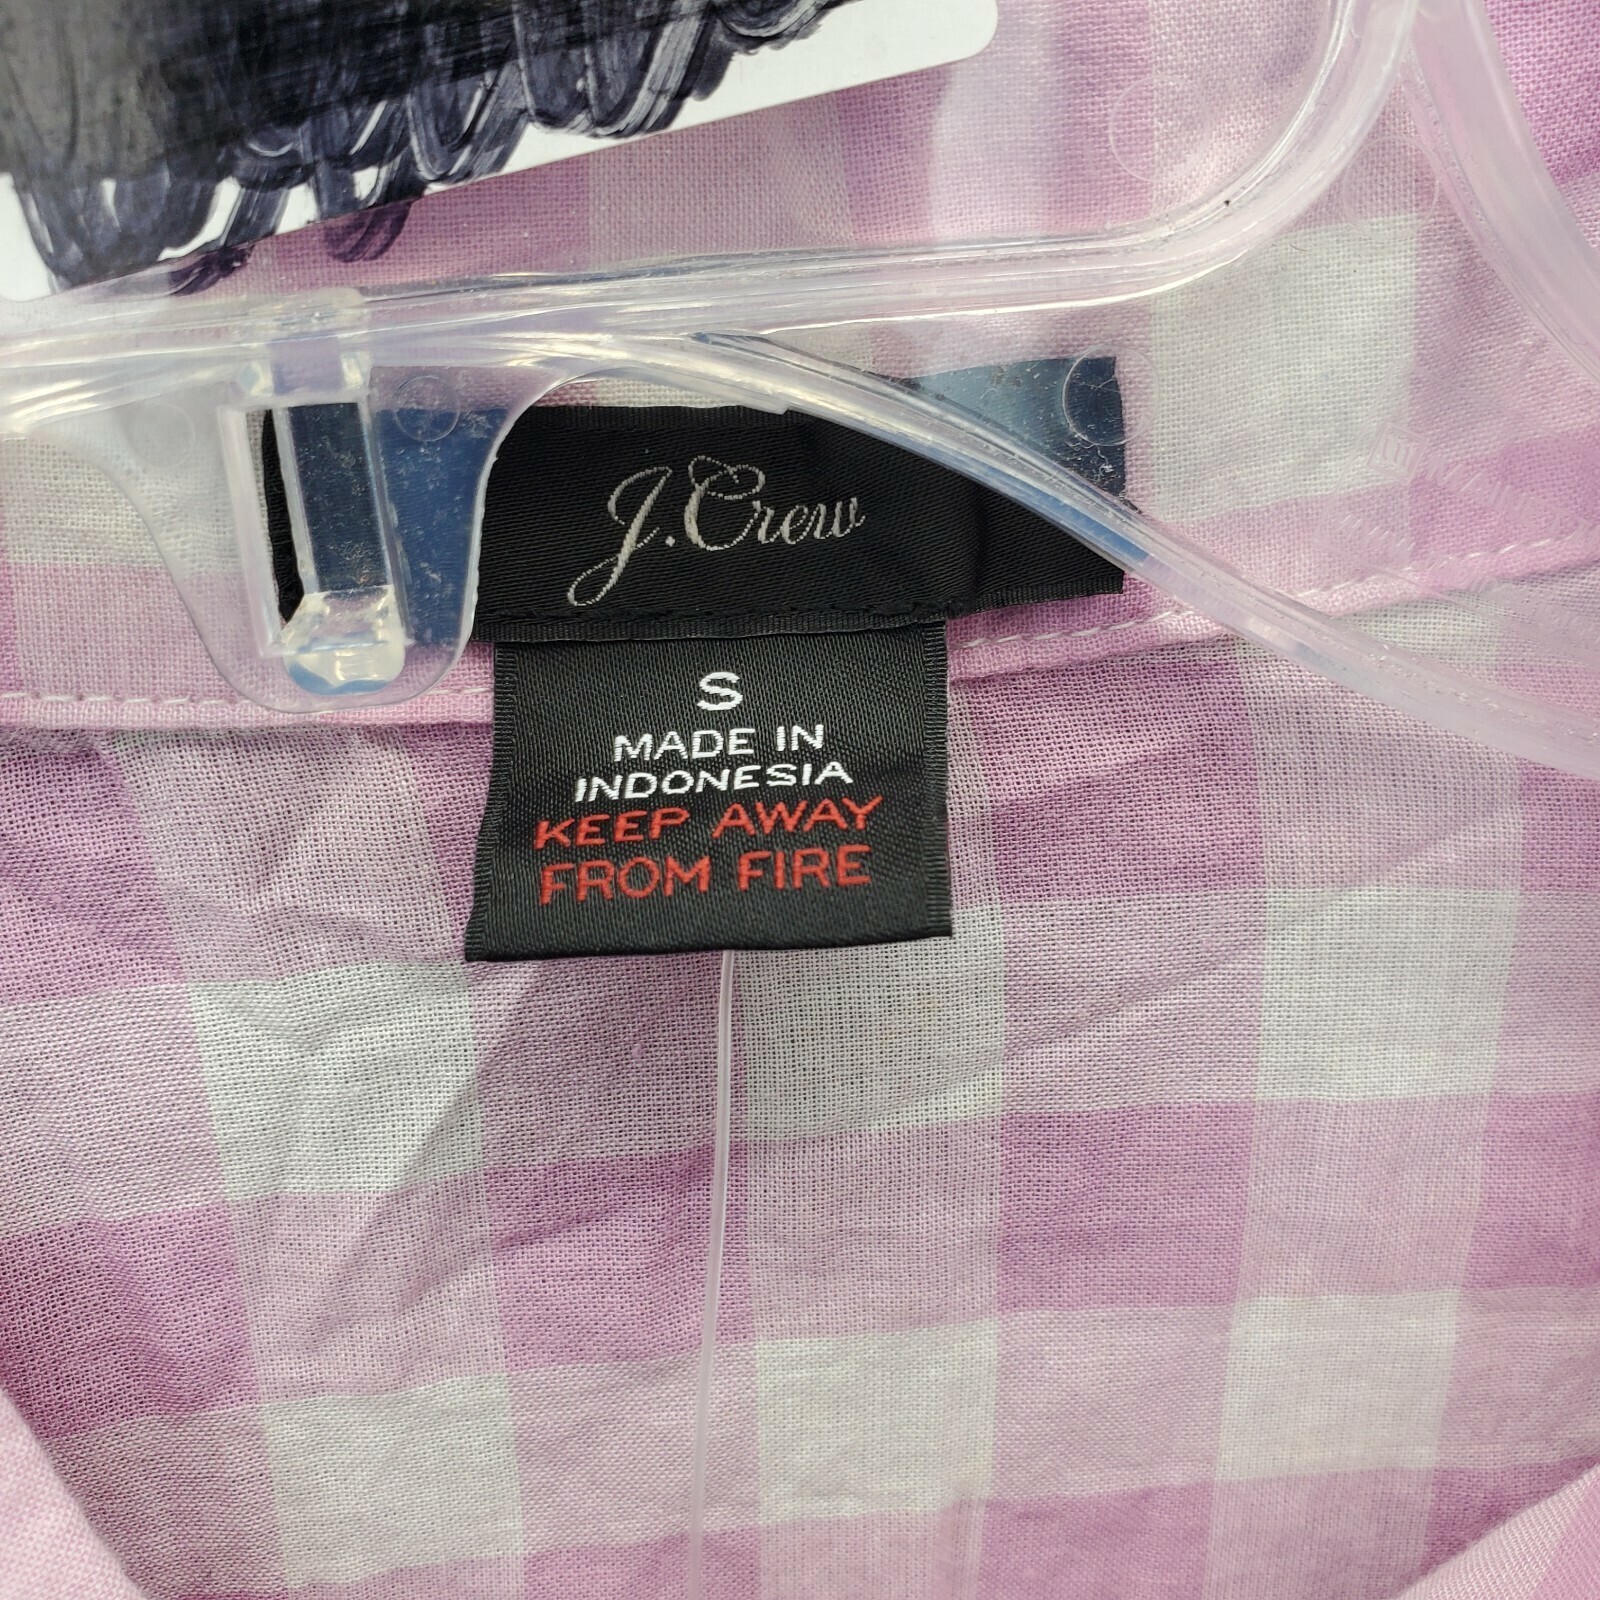 J.Crew
S
MADE IN
INDONESIA
KEEP AWAY
FROM FIRE